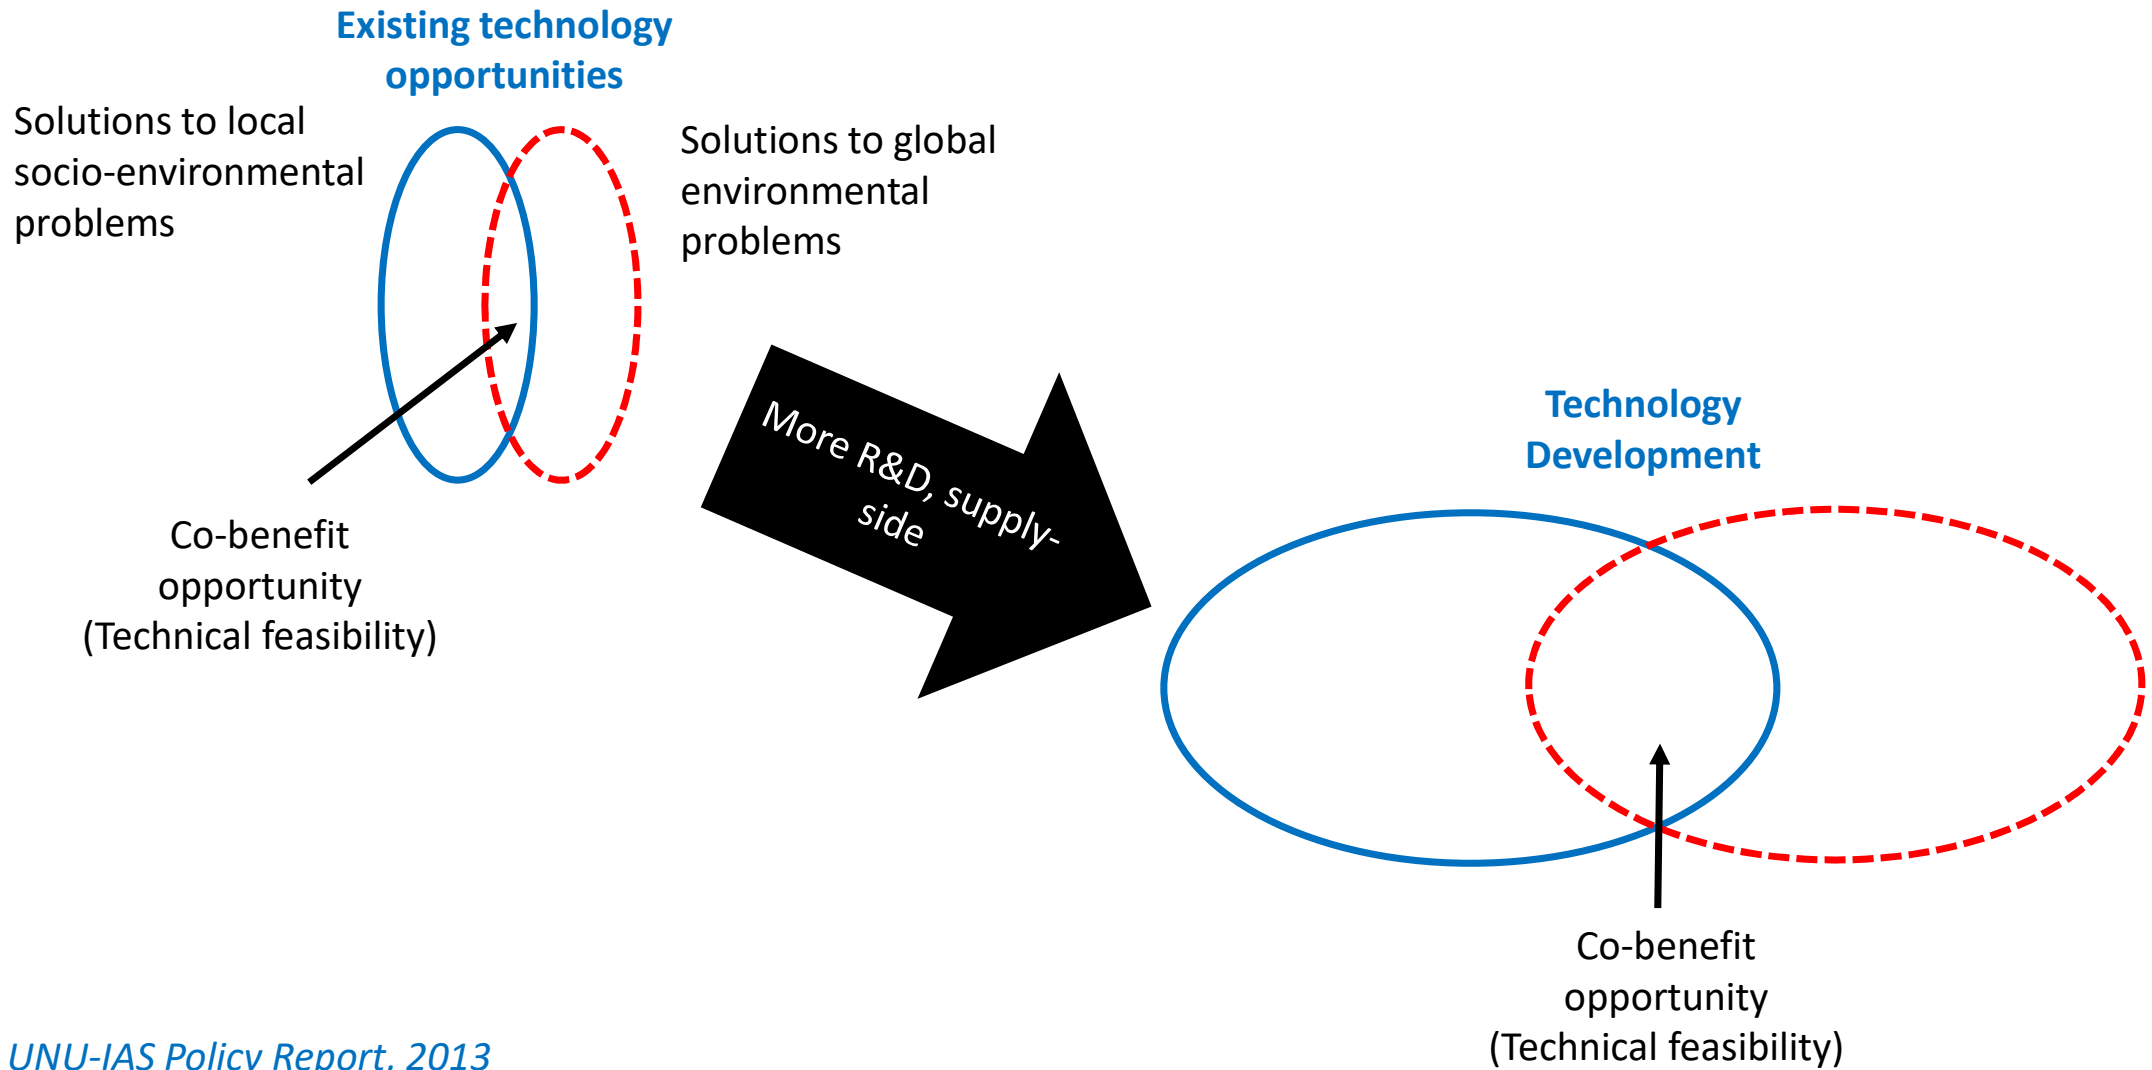 Existing technology
opportunities
Solutions to local
socio-environmental
problems
Solutions to global
environmental
problems
Co-benefit
opportunity
(Technical feasibility)
More R&D, supply-
side
Technology
Development
Co-benefit
opportunity
(Technical feasibility)
UNU-IAS Policy Report, 2013